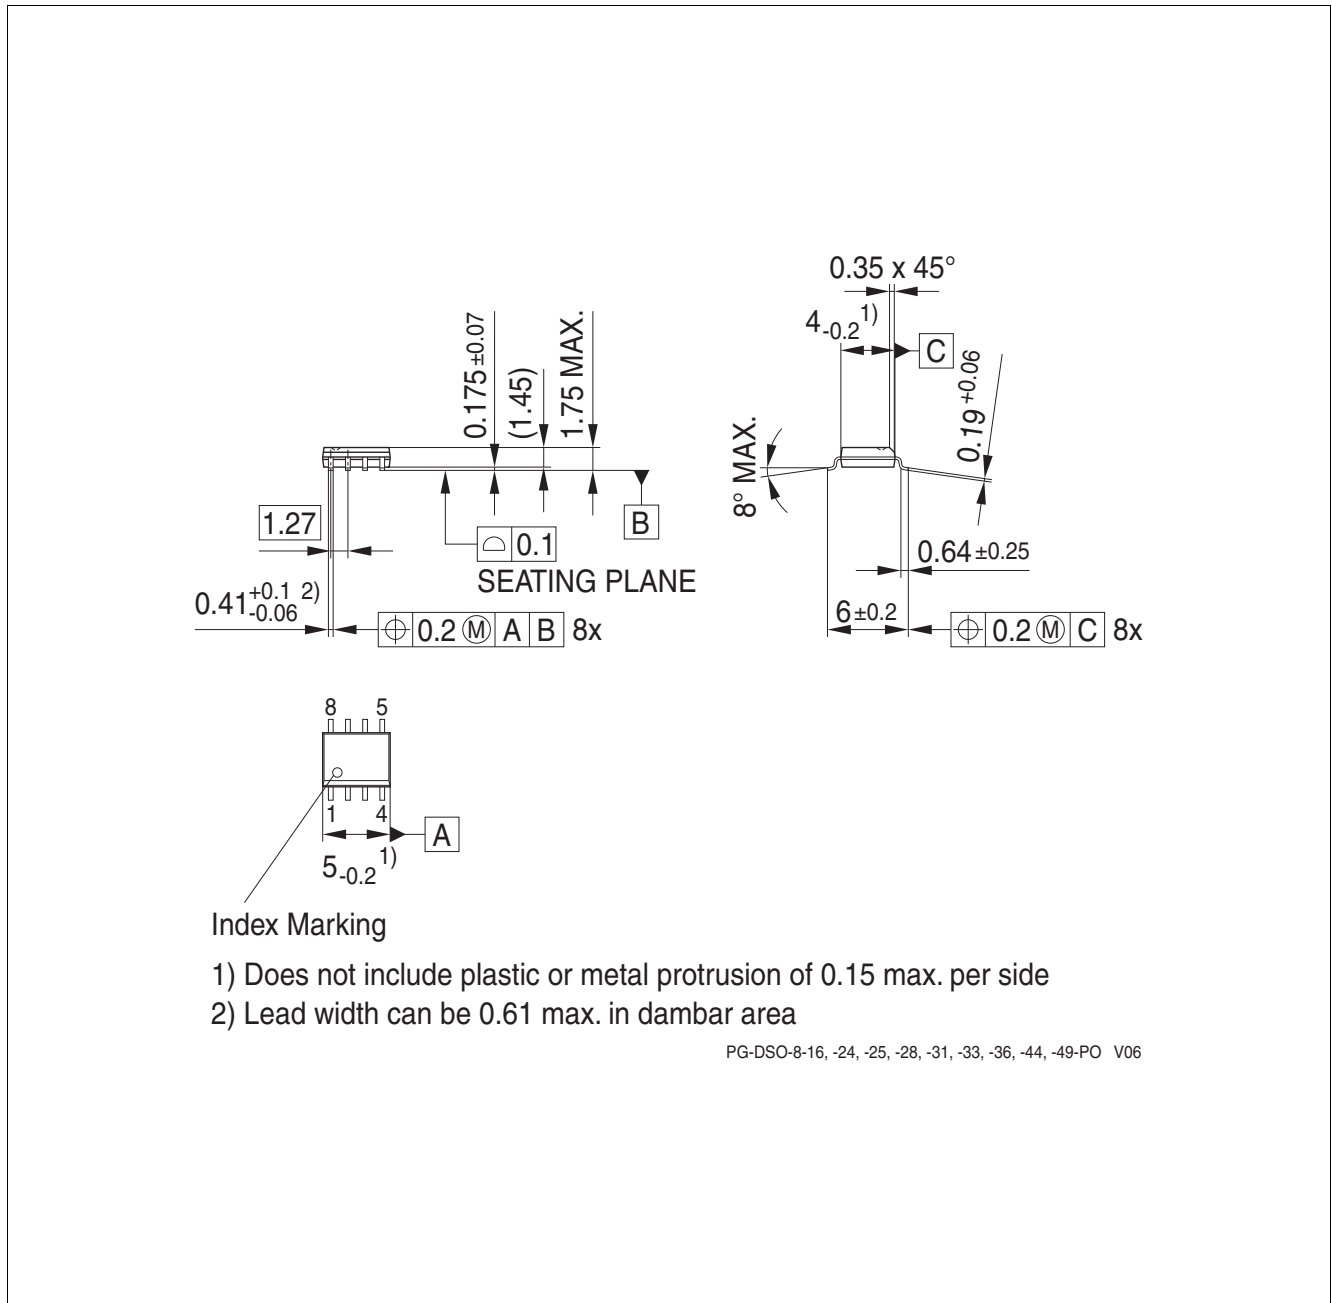 0.35 x 45°
4-0.2 1)
C
0.175±0.07
(1.45)
1.75 MAX.
0.19 +0.06
8° MAX.
1.27
B
0.1
SEATING PLANE
0.64±0.25
0.41+0.1 -0.06 2)
⌖ 0.2 Ⓜ A B 8x
6±0.2
⌖ 0.2 Ⓜ C 8x
8 5
1 4
A
5-0.2 1)
Index Marking
1) Does not include plastic or metal protrusion of 0.15 max. per side
2) Lead width can be 0.61 max. in dambar area
PG-DSO-8-16, -24, -25, -28, -31, -33, -36, -44, -49-PO V06